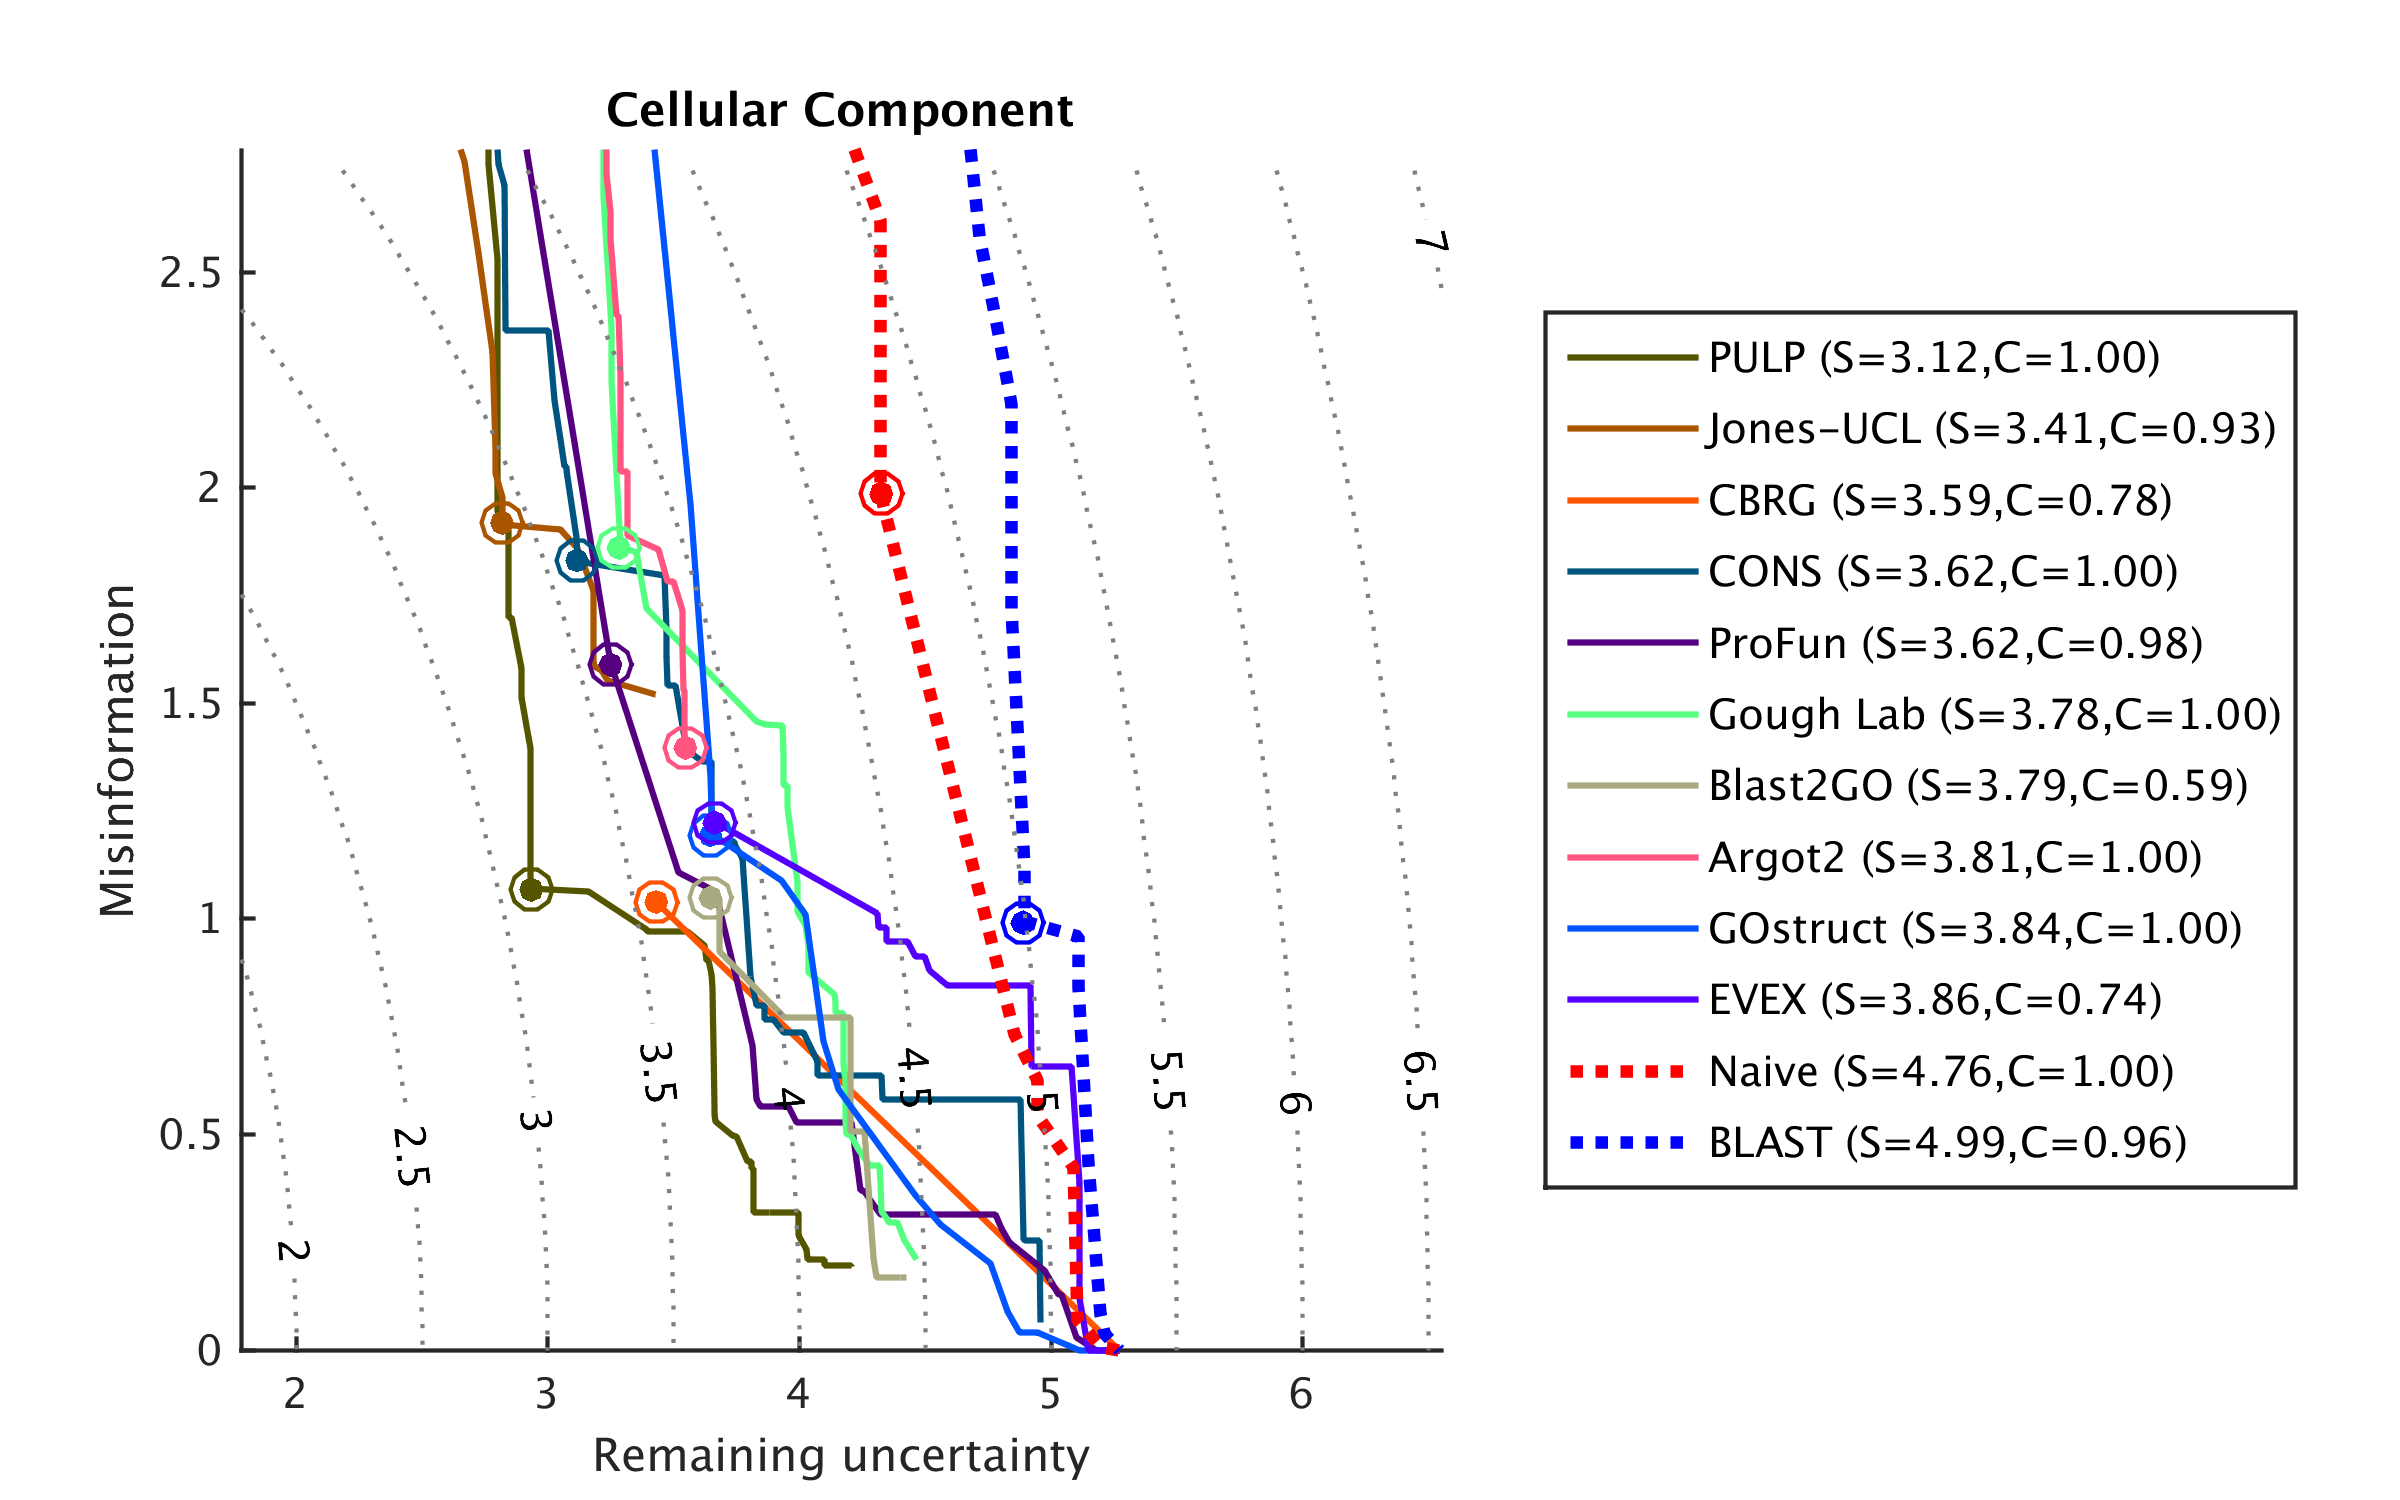 Cellular Component
Misinformation
2.5
2
1.5
1
0.5
0
2
3
4
5
6
Remaining uncertainty
2
2.5
3
3.5
4
4.5
5
5.5
6
6.5
7
PULP (S=3.12,C=1.00)
Jones-UCL (S=3.41,C=0.93)
CBRG (S=3.59,C=0.78)
CONS (S=3.62,C=1.00)
ProFun (S=3.62,C=0.98)
Gough Lab (S=3.78,C=1.00)
Blast2GO (S=3.79,C=0.59)
Argot2 (S=3.81,C=1.00)
GOstruct (S=3.84,C=1.00)
EVEX (S=3.86,C=0.74)
Naive (S=4.76,C=1.00)
BLAST (S=4.99,C=0.96)